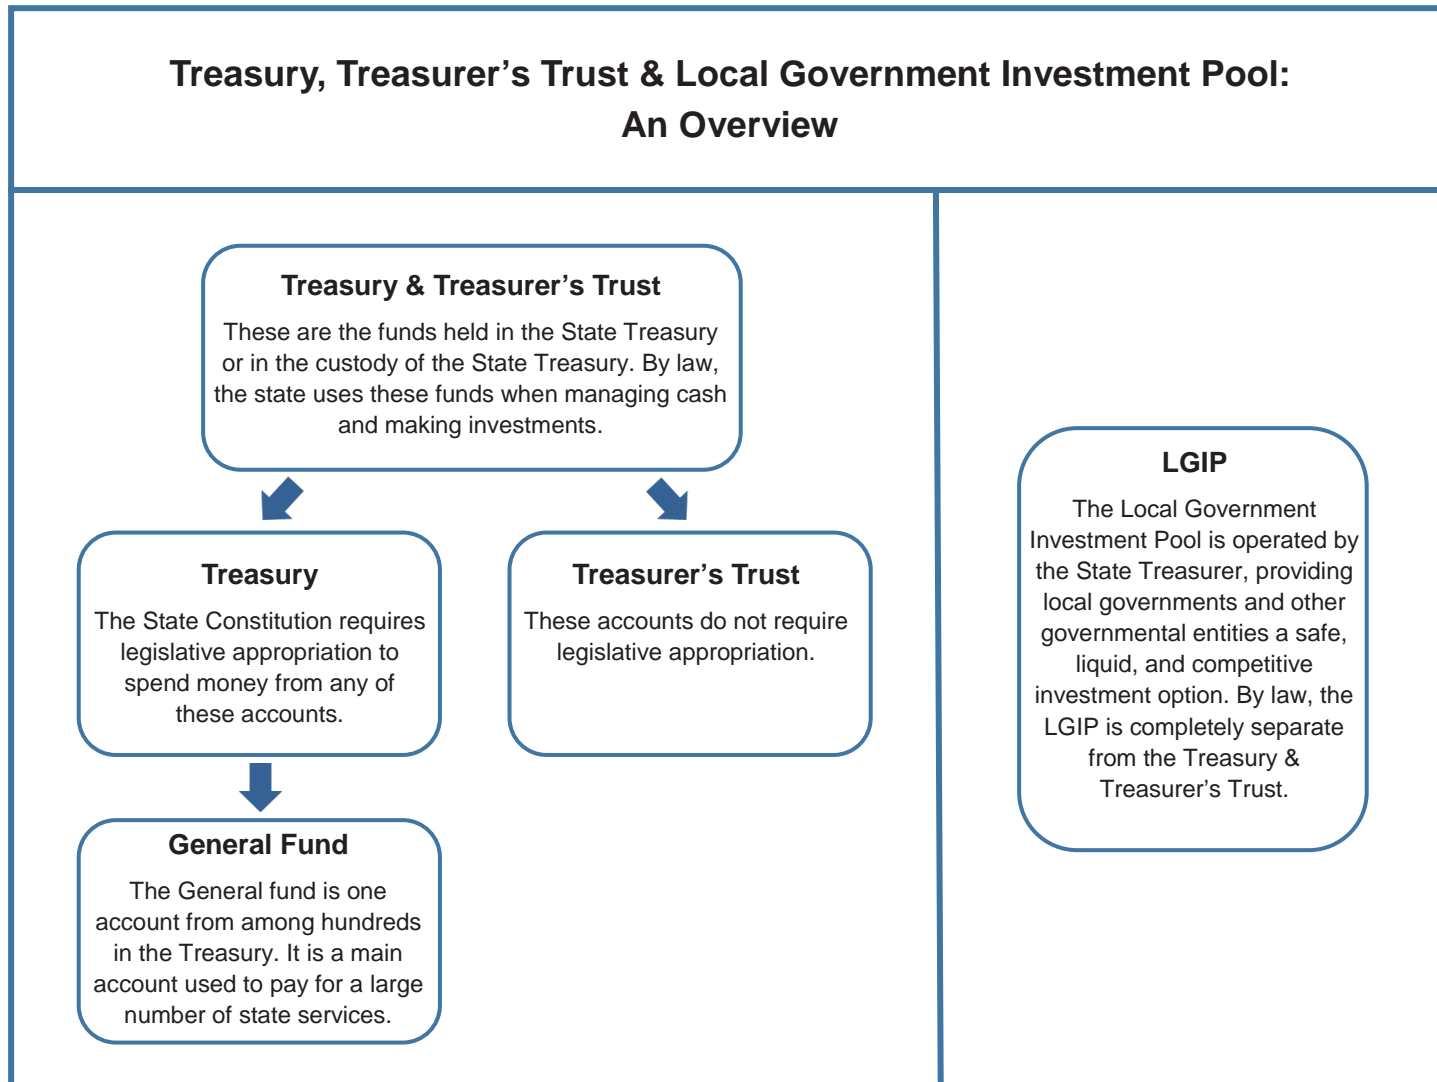 Treasury, Treasurer’s Trust & Local Government Investment Pool:
An Overview
Treasury & Treasurer’s Trust
These are the funds held in the State Treasury
or in the custody of the State Treasury. By law,
the state uses these funds when managing cash
and making investments.
Treasury
The State Constitution requires
legislative appropriation to
spend money from any of
these accounts.
Treasurer’s Trust
These accounts do not require
legislative appropriation.
General Fund
The General fund is one
account from among hundreds
in the Treasury. It is a main
account used to pay for a large
number of state services.
LGIP
The Local Government
Investment Pool is operated by
the State Treasurer, providing
local governments and other
governmental entities a safe,
liquid, and competitive
investment option. By law, the
LGIP is completely separate
from the Treasury &
Treasurer’s Trust.